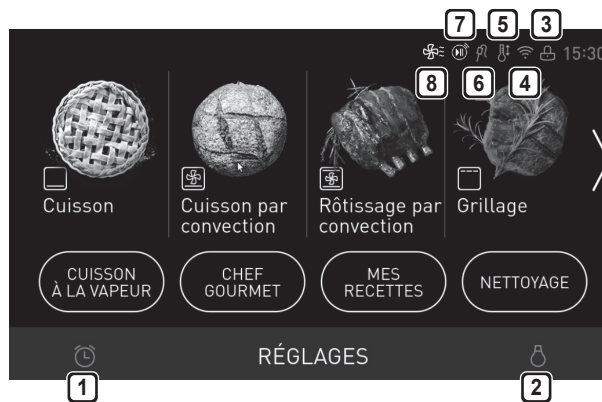 7 5 3
15:30
8 6 4
Cuisson
Cuisson par
convection
Rôtissage par
convection
Grillage
CUISSON
À LA VAPEUR
CHEF
GOURMET
MES
RECETTES
NETTOYAGE
RÉGLAGES
1 2